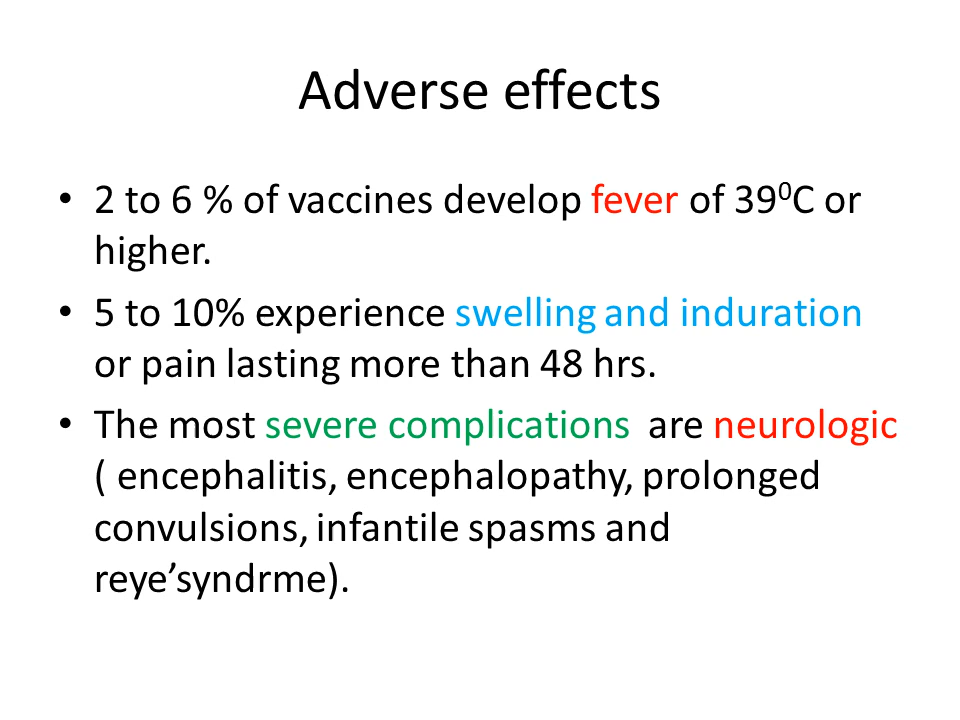 Adverse effects
• 2 to 6 % of vaccines develop fever of 39⁰C or
higher.
• 5 to 10% experience swelling and induration
or pain lasting more than 48 hrs.
• The most severe complications  are neurologic
( encephalitis, encephalopathy, prolonged
convulsions, infantile spasms and
reye’syndrme).